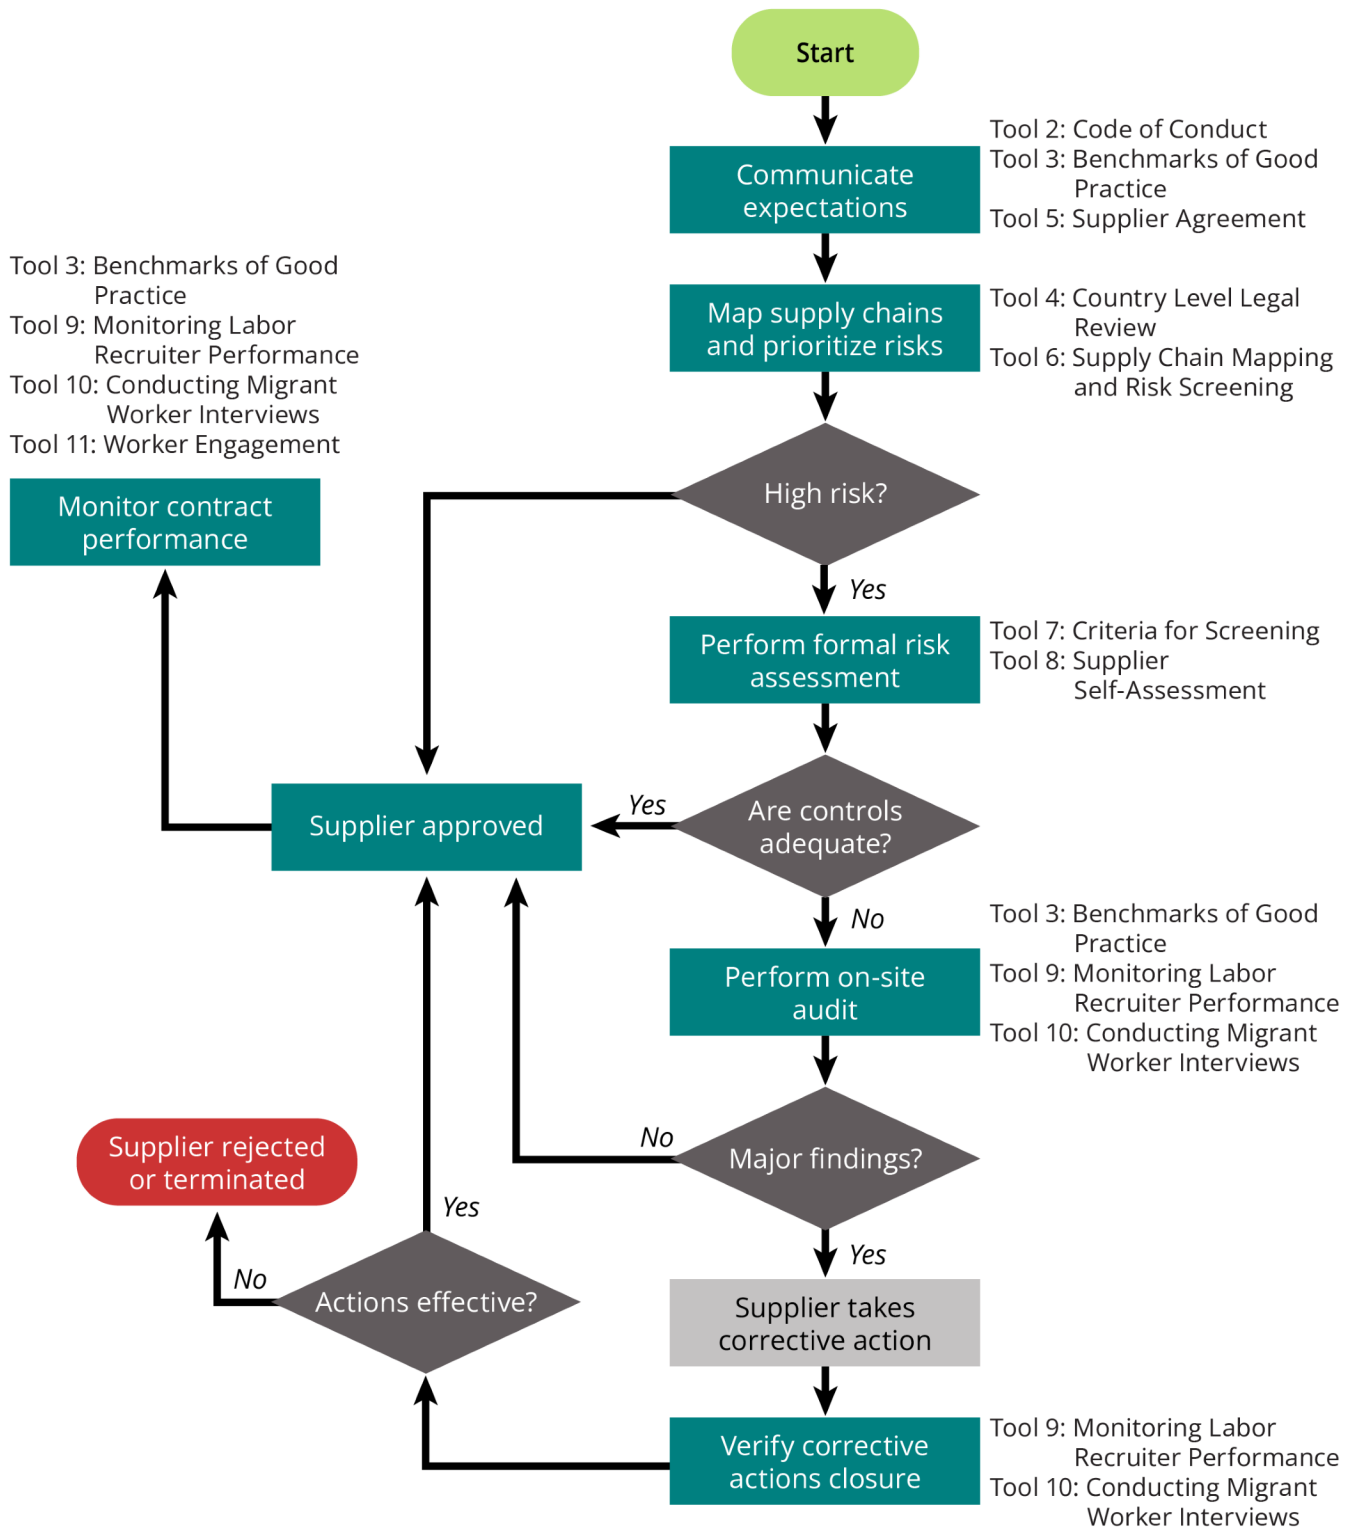 Start
Communicate
expectations
Tool 2: Code of Conduct
Tool 3: Benchmarks of Good
Practice
Tool 5: Supplier Agreement
Map supply chains
and prioritize risks
Tool 4: Country Level Legal
Review
Tool 6: Supply Chain Mapping
and Risk Screening
High risk?
Yes
Perform formal risk
assessment
Tool 7: Criteria for Screening
Tool 8: Supplier
Self-Assessment
Are controls
adequate?
Yes
No
Supplier approved
Tool 3: Benchmarks of Good
Practice
Tool 9: Monitoring Labor
Recruiter Performance
Tool 10: Conducting Migrant
Worker Interviews
Tool 11: Worker Engagement
Monitor contract
performance
Perform on-site
audit
Tool 3: Benchmarks of Good
Practice
Tool 9: Monitoring Labor
Recruiter Performance
Tool 10: Conducting Migrant
Worker Interviews
Major findings?
No
Yes
Supplier takes
corrective action
Verify corrective
actions closure
Tool 9: Monitoring Labor
Recruiter Performance
Tool 10: Conducting Migrant
Worker Interviews
Actions effective?
Yes
No
Supplier rejected
or terminated